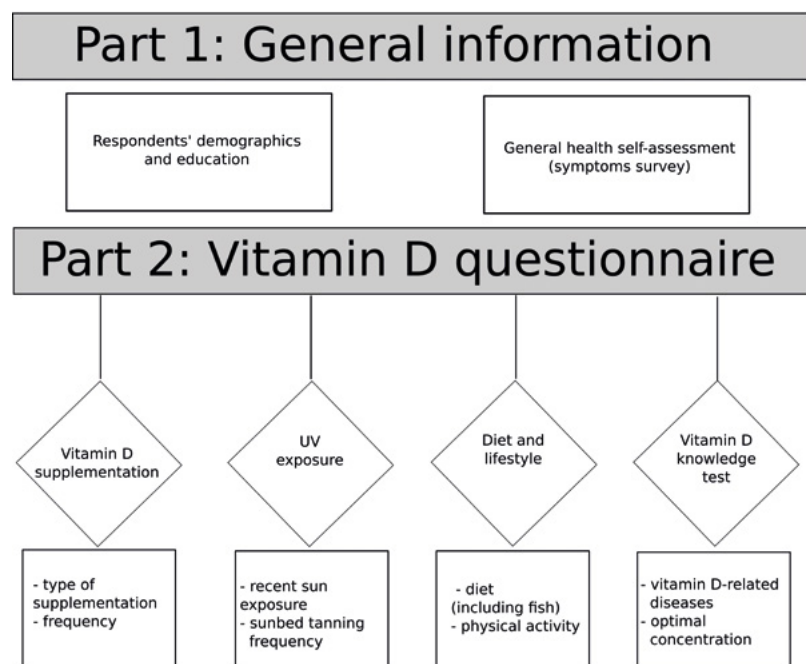 Part 1: General information
Respondents' demographics
and education
General health self-assessment
(symptoms survey)
Part 2: Vitamin D questionnaire
Vitamin D
supplementation
UV
exposure
Diet and
lifestyle
Vitamin D
knowledge
test
- type of
supplementation
- frequency
- recent sun
exposure
- sunbed tanning
frequency
- diet
(including fish)
- physical activity
- vitamin D-related
diseases
- optimal
concentration